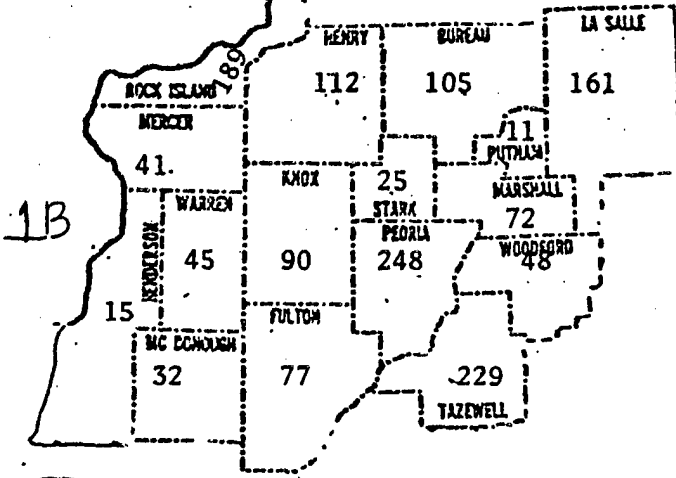 HENRY
112
BUREAU
105
LA SALLE
161
ROCK ISLAND
189
MERCER
41.
11
PUTNAM
KNOX
90
25
STARK
MARSHALL
72
1B
WARREN
45
HENDERSON
15
PEORIA
248
WOODFORD
48
MC DONOUGH
32
FULTON
77
229
TAZEWELL